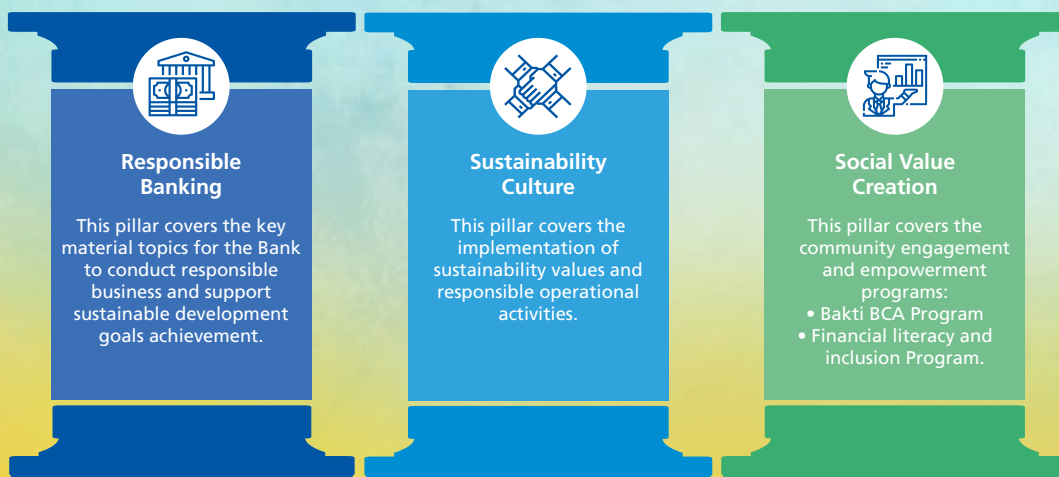 Responsible
Banking
This pillar covers the key
material topics for the Bank
to conduct responsible
business and support
sustainable development
goals achievement.
Sustainability
Culture
This pillar covers the
implementation of
sustainability values and
responsible operational
activities.
Social Value
Creation
This pillar covers the
community engagement
and empowerment
programs:
• Bakti BCA Program
• Financial literacy and
inclusion Program.